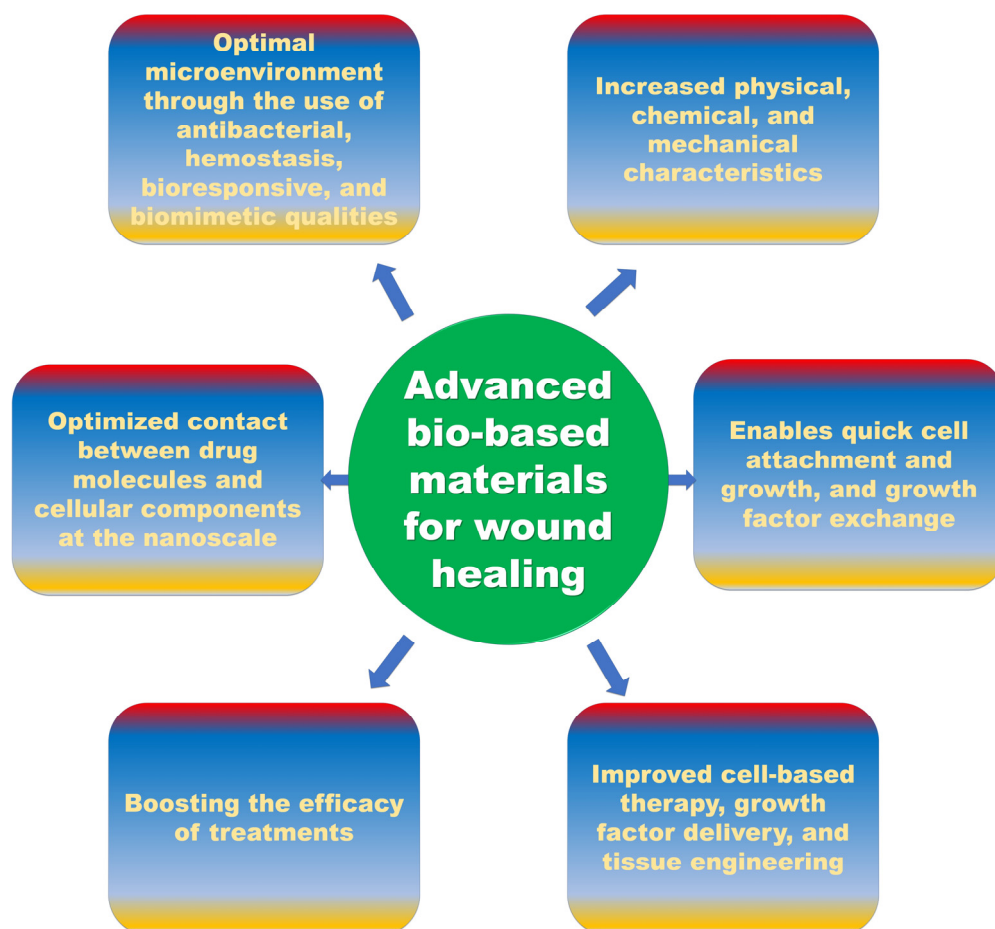 Optimal
microenvironment
through the use of
antibacterial,
hemostasis,
bioresponsive, and
biomimetic qualities
Increased physical,
chemical, and
mechanical
characteristics
Advanced
bio-based
materials
for wound
healing
Optimized contact
between drug
molecules and
cellular components
at the nanoscale
Enables quick cell
attachment and
growth, and growth
factor exchange
Boosting the efficacy
of treatments
Improved cell-based
therapy, growth
factor delivery, and
tissue engineering